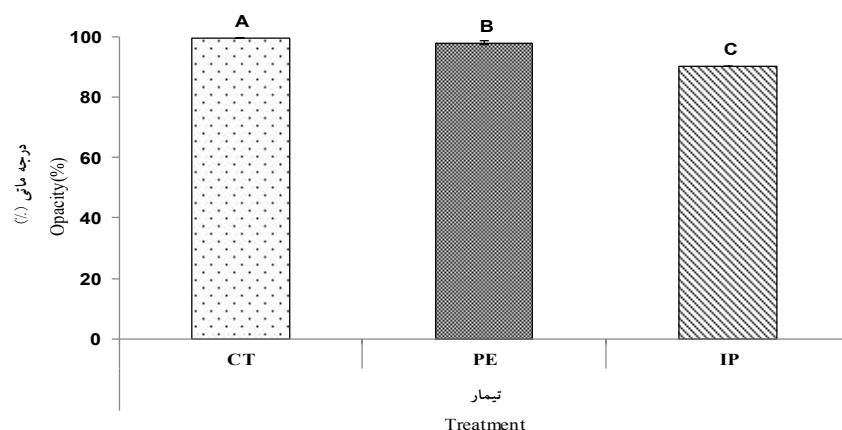 A
B
C
100
80
60
40
20
0
درجه ماتی (٪)
Opacity(%)
CT
PE
IP
تیمار
Treatment